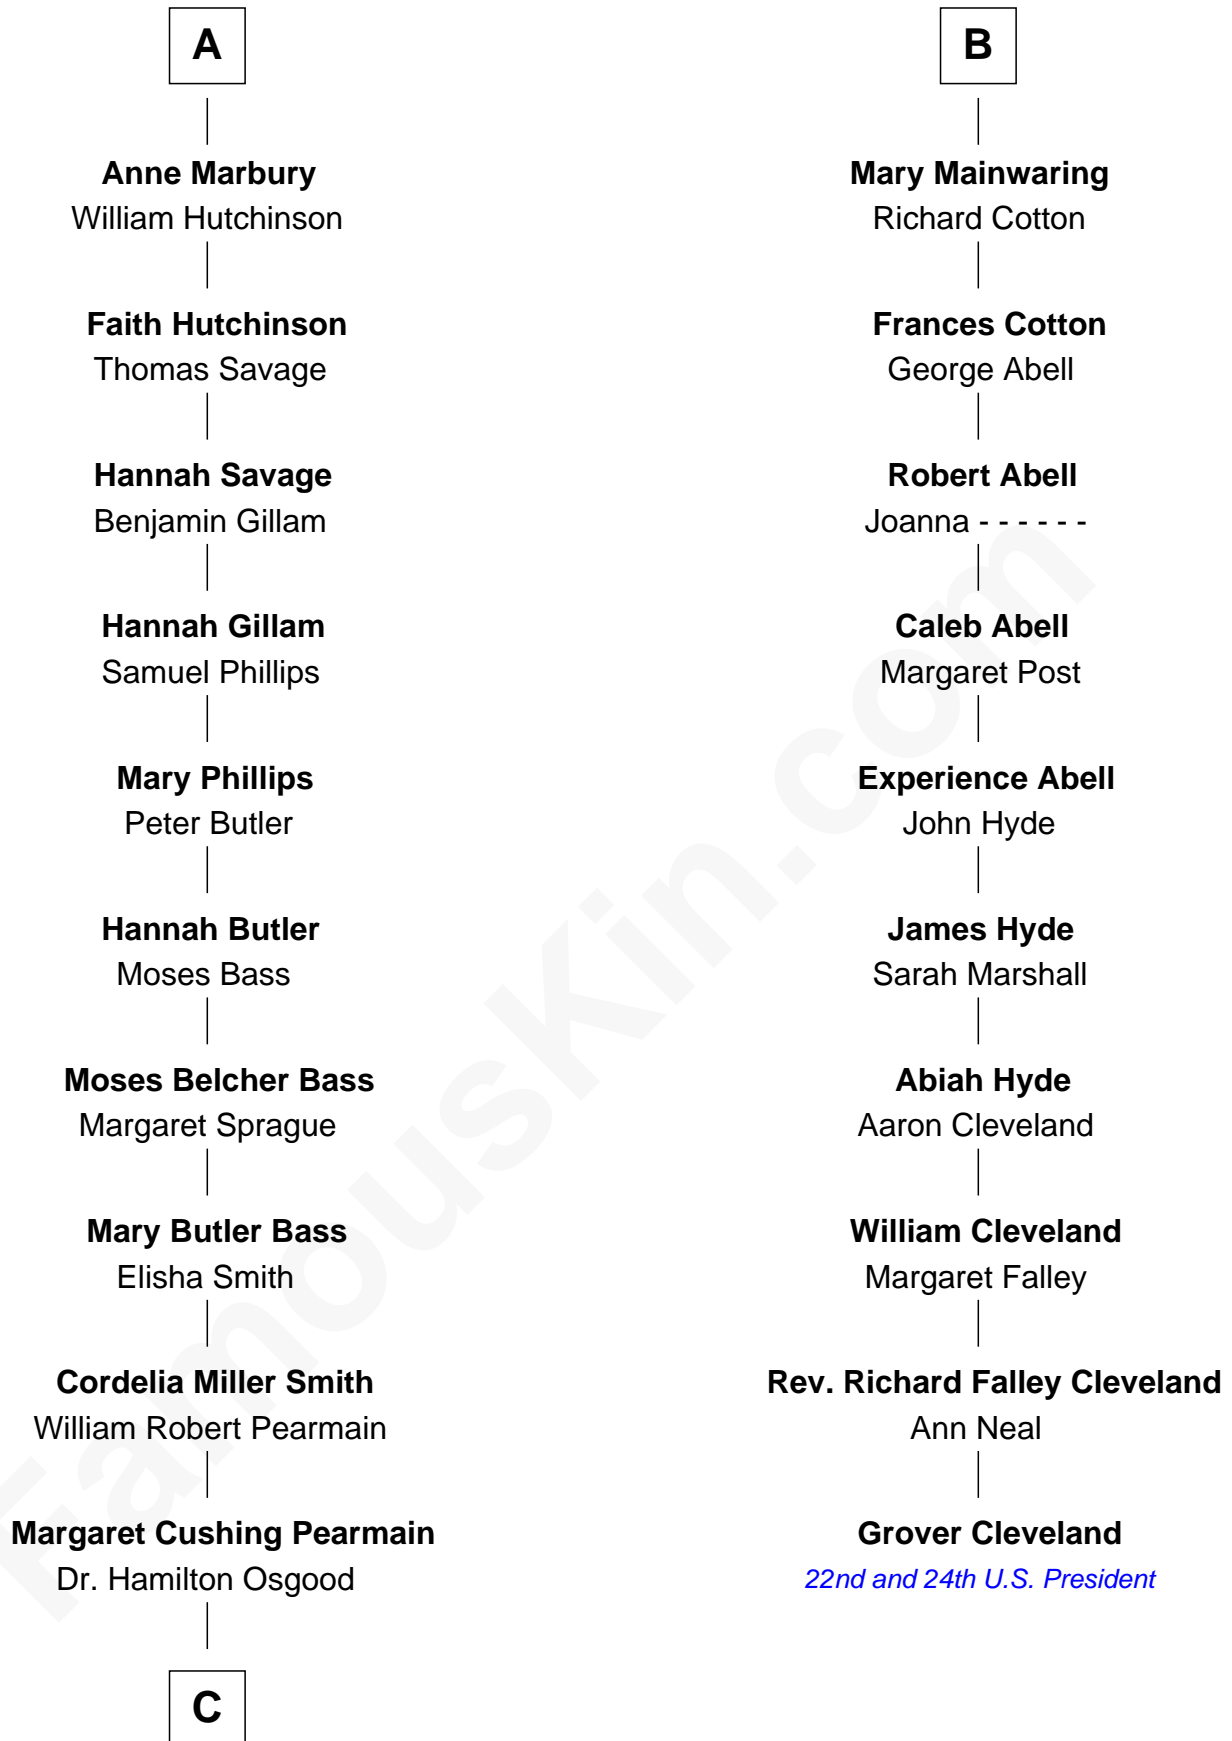 A
Anne Marbury
William Hutchinson
Faith Hutchinson
Thomas Savage
Hannah Savage
Benjamin Gillam
Hannah Gillam
Samuel Phillips
Mary Phillips
Peter Butler
Hannah Butler
Moses Bass
Moses Belcher Bass
Margaret Sprague
Mary Butler Bass
Elisha Smith
Cordelia Miller Smith
William Robert Pearmain
Margaret Cushing Pearmain
Dr. Hamilton Osgood
C
B
Mary Mainwaring
Richard Cotton
Frances Cotton
George Abell
Robert Abell
Joanna - - - - - -
Caleb Abell
Margaret Post
Experience Abell
John Hyde
James Hyde
Sarah Marshall
Abiah Hyde
Aaron Cleveland
William Cleveland
Margaret Falley
Rev. Richard Falley Cleveland
Ann Neal
Grover Cleveland
22nd and 24th U.S. President
FamousKin.com